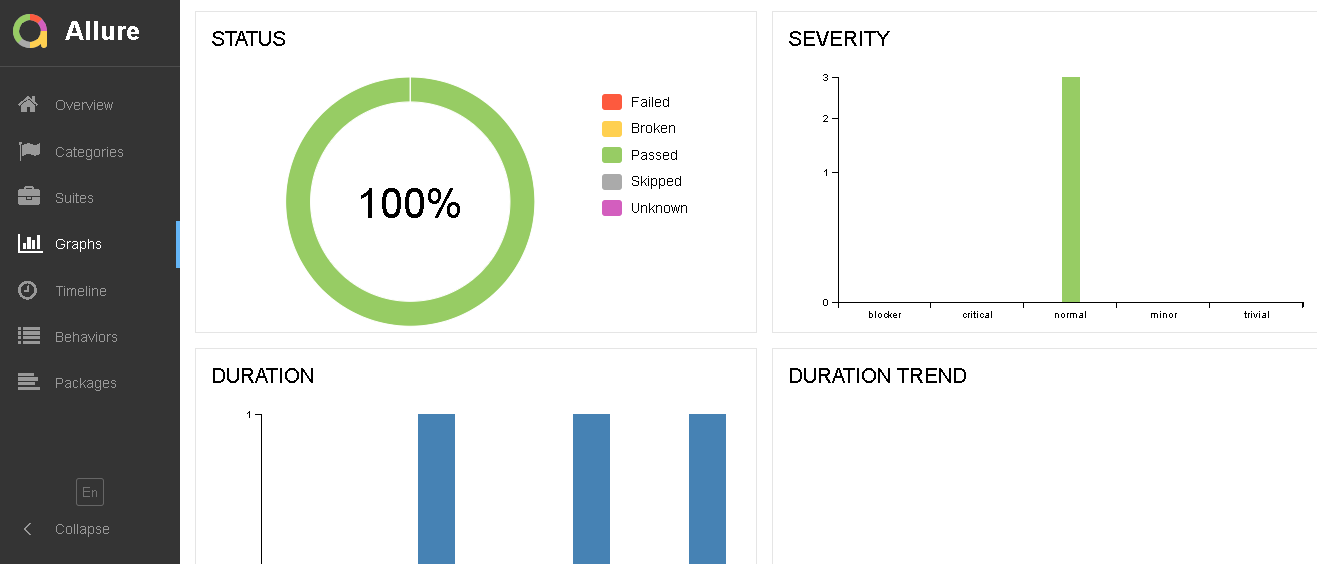 Allure
Overview
Categories
Suites
Graphs
Timeline
Behaviors
Packages
En
Collapse
STATUS
100%
Failed
Broken
Passed
Skipped
Unknown
SEVERITY
3
2
1
0
blocker critical normal minor trivial
DURATION
1
DURATION TREND